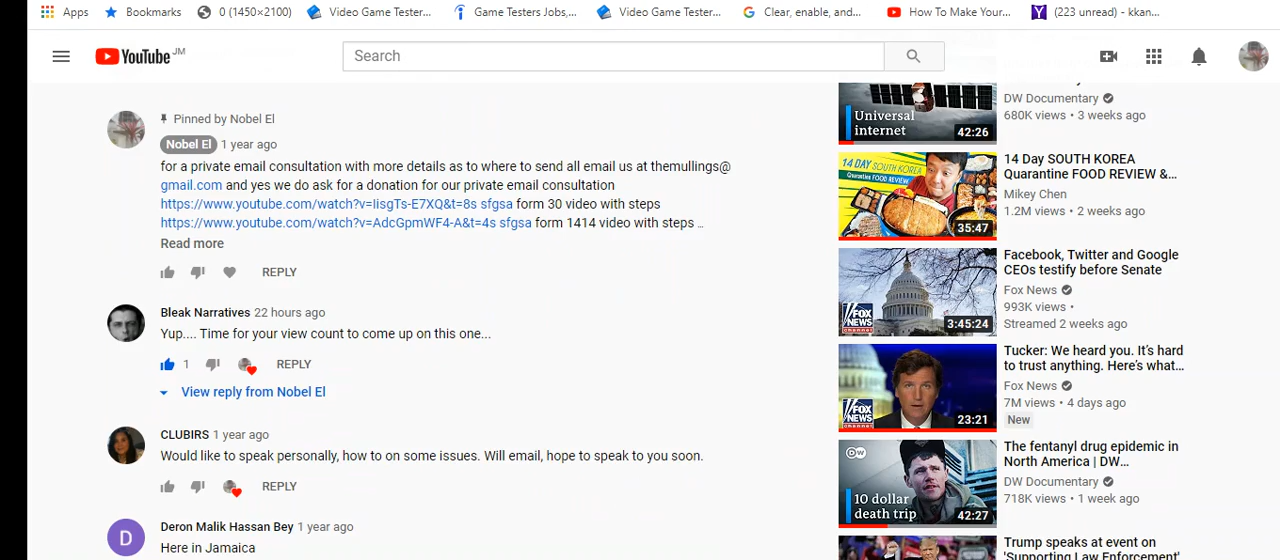 Apps
Bookmarks
0 (1450×2100)
Video Game Tester...
Game Testers Jobs,...
Video Game Tester...
Clear, enable, and...
How To Make Your...
(223 unread) - kkan...
YouTube JM
Search
Pinned by Nobel El
Nobel El 1 year ago
for a private email consultation with more details as to where to send all email us at themullings@
gmail.com and yes we do ask for a donation for our private email consultation
https://www.youtube.com/watch?v=IisgTs-E7XQ&t=8s sfgsa form 30 video with steps
https://www.youtube.com/watch?v=AdcGpmWF4-A&t=4s sfgsa form 1414 video with steps ...
Read more
REPLY
Bleak Narratives 22 hours ago
Yup.... Time for your view count to come up on this one...
1 REPLY
View reply from Nobel El
CLUBIRS 1 year ago
Would like to speak personally, how to on some issues. Will email, hope to speak to you soon.
REPLY
D
Deron Malik Hassan Bey 1 year ago
Here in Jamaica
Universal
internet
42:26
DW Documentary
680K views • 3 weeks ago
14 DAY SOUTH KOREA
Quarantine FOOD REVIEW
35:47
14 Day SOUTH KOREA
Quarantine FOOD REVIEW &...
Mikey Chen
1.2M views • 2 weeks ago
FOX
NEWS
channel
3:45:24
Facebook, Twitter and Google
CEOs testify before Senate
Fox News
993K views •
Streamed 2 weeks ago
FOX
NEWS
channel
23:21
Tucker: We heard you. It's hard
to trust anything. Here's what...
Fox News
7M views • 4 days ago
New
DW
10 dollar
death trip
42:27
The fentanyl drug epidemic in
North America | DW...
DW Documentary
718K views • 1 week ago
Trump speaks at event on
'Supporting Law Enforcement'